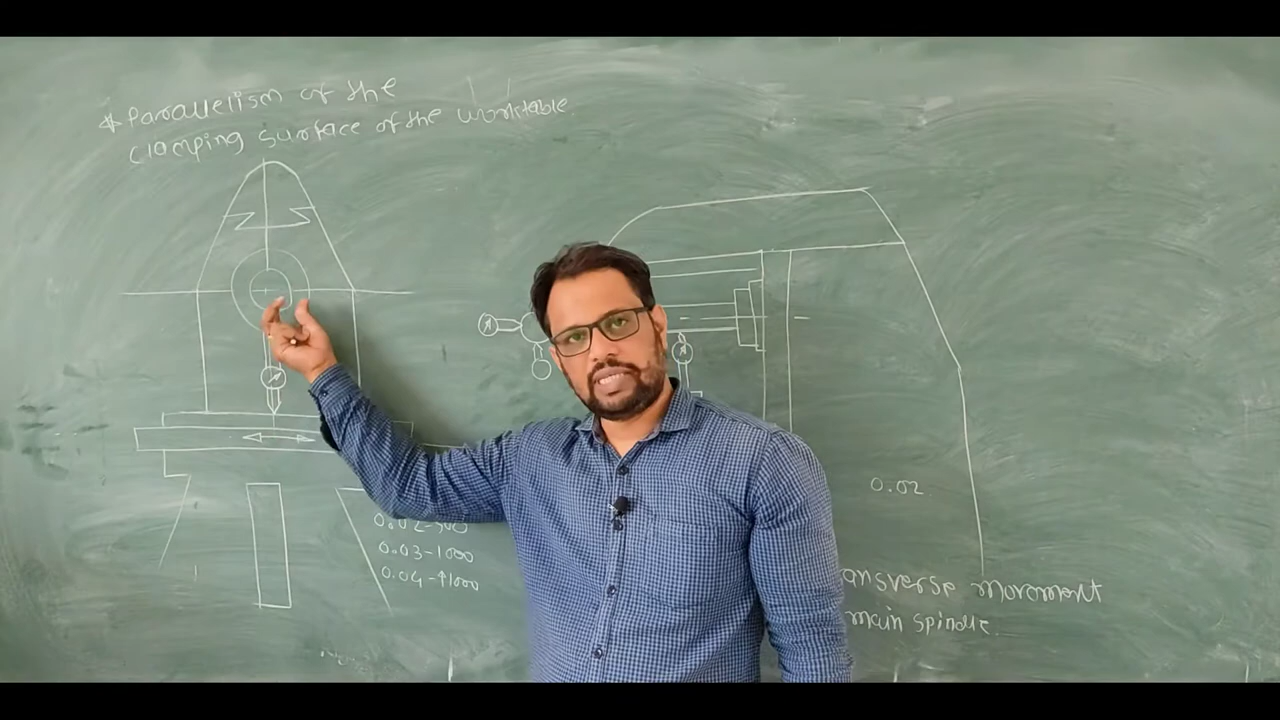 * Parallelism of the
clamping surface of the worktable.
0.02-500
0.03-1000
0.04-↑1000
0.02
ansverse movement
main spindle.